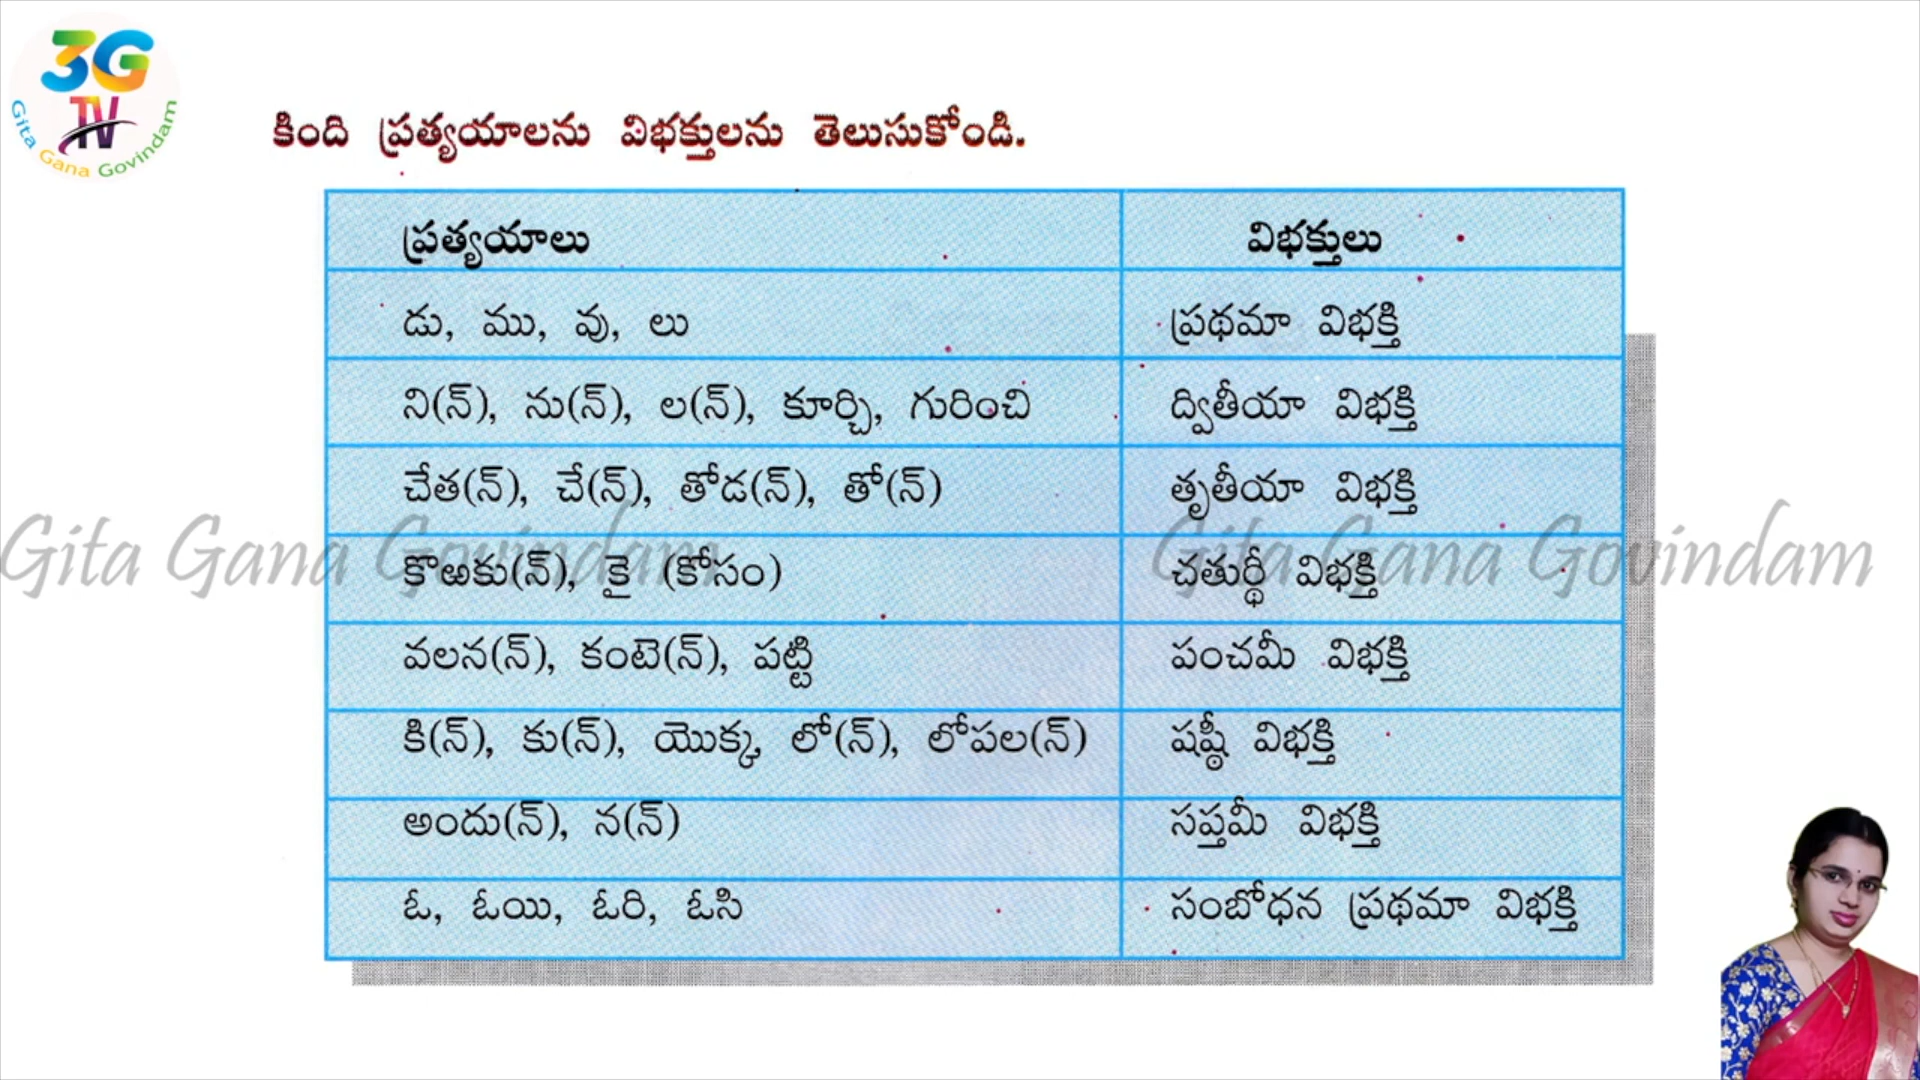 3G
TV
Gita Gana Govindam
కింది ప్రత్యయాలను విభక్తులను తెలుసుకోండి.
ప్రత్యయాలు విభక్తులు
డు, ము, వు, లు ప్రథమా విభక్తి
ని(న్), ను(న్), ల(న్), కూర్చి, గురించి ద్వితీయా విభక్తి
చేత(న్), చే(న్), తోడ(న్), తో(న్) తృతీయా విభక్తి
Gita Gana Govindam Gita Gana Govindam
కొఱకు(న్), కై (కోసం) చతుర్థీ విభక్తి
వలన(న్), కంటె(న్), పట్టి పంచమీ విభక్తి
కి(న్), కు(న్), యొక్క, లో(న్), లోపల(న్) షష్ఠీ విభక్తి
అందు(న్), న(న్) సప్తమీ విభక్తి
ఓ, ఓయి, ఓరి, ఓసి సంబోధన ప్రథమా విభక్తి